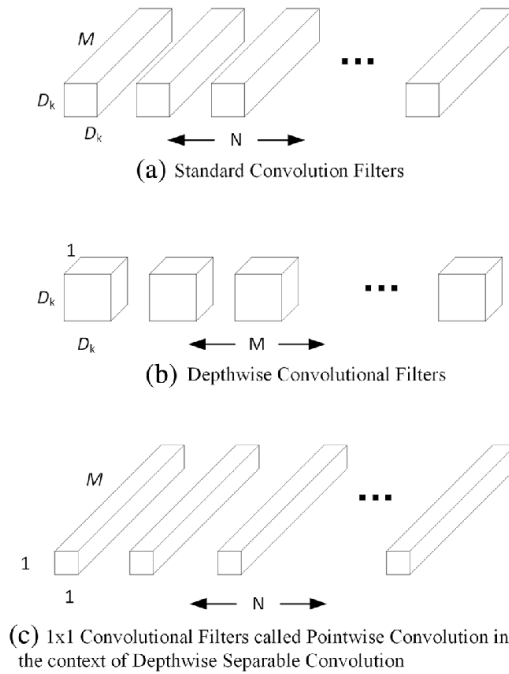 M
Dk
Dk
N
(a) Standard Convolution Filters
1
Dk
Dk
M
(b) Depthwise Convolutional Filters
M
1
1
N
(c) 1x1 Convolutional Filters called Pointwise Convolution in
the context of Depthwise Separable Convolution